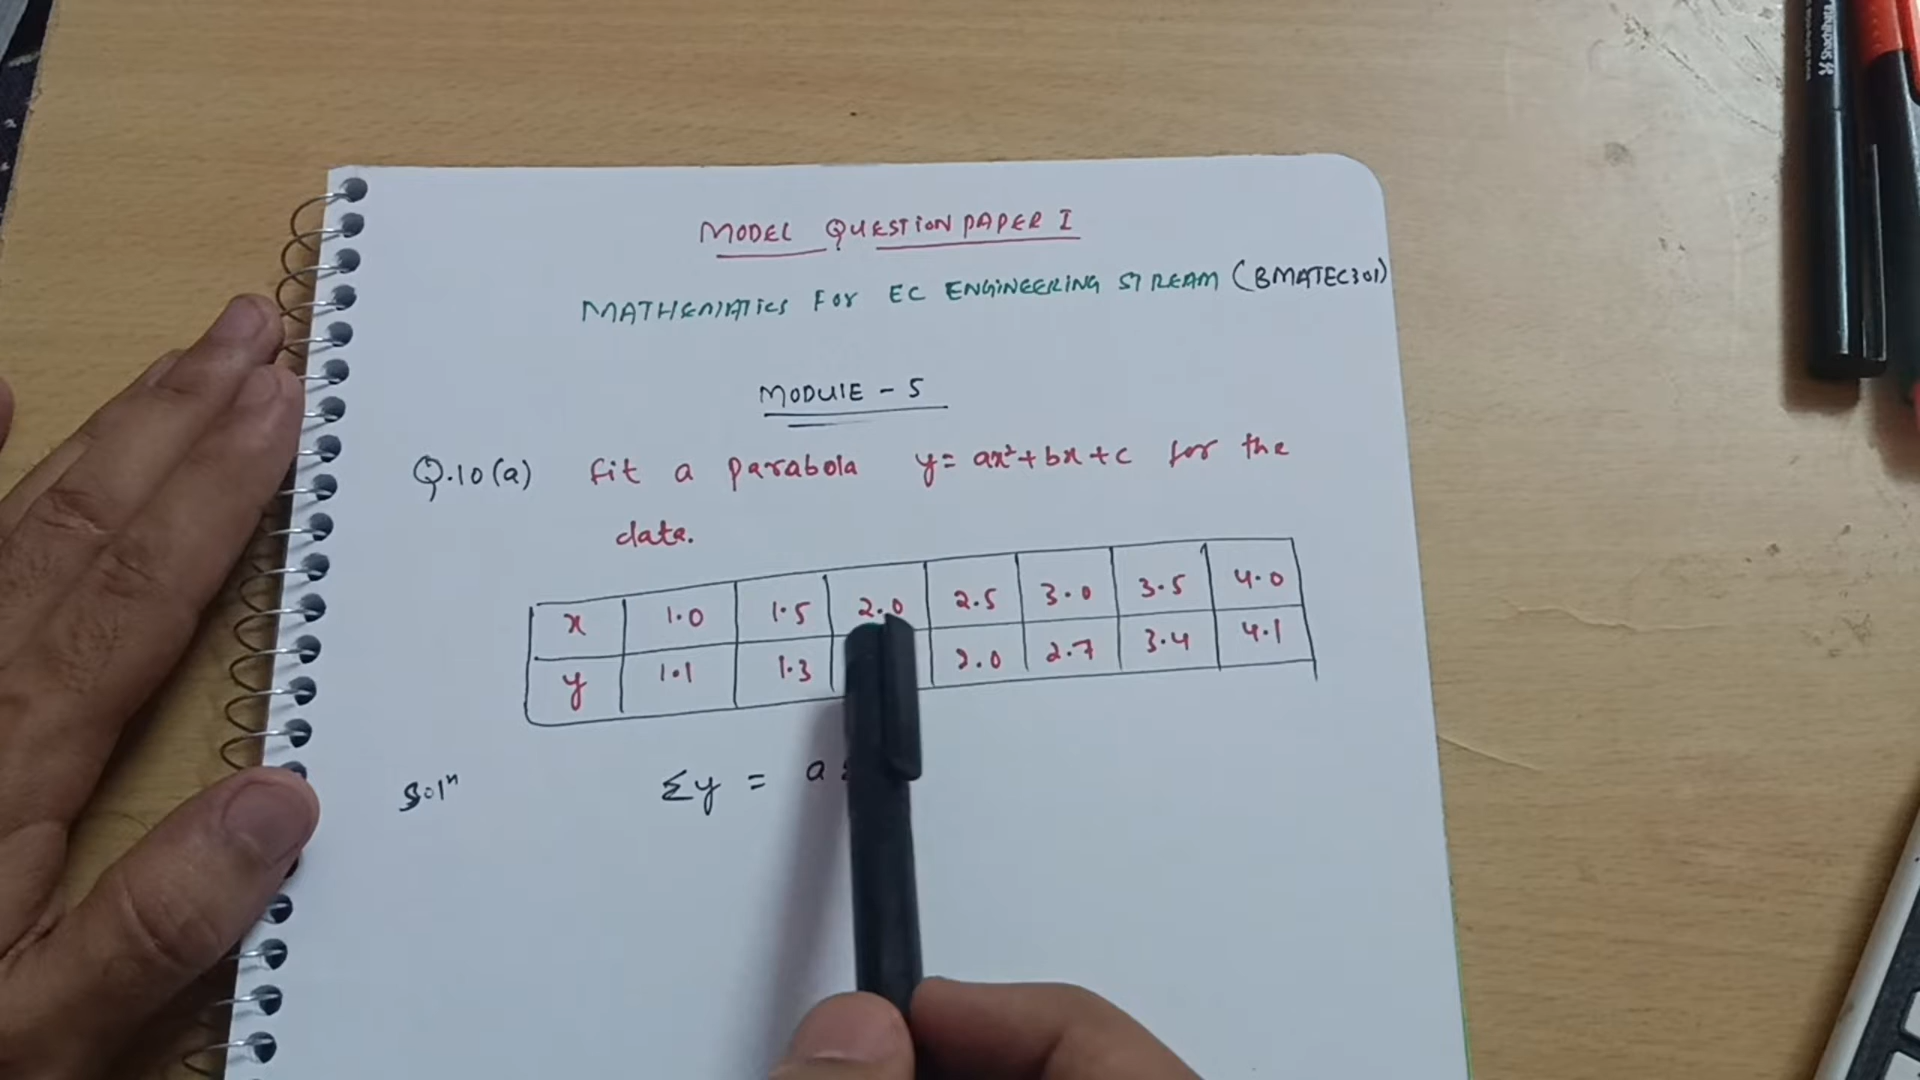 MODEL QUESTION PAPER I
MATHEMATICS FOR EC ENGINEERING STREAM (BMATEC301)
MODULE - 5
Q.10(a) Fit a parabola y = ax²+bx+c for the
data.
x 1.0 1.5 2.0 2.5 3.0 3.5 4.0
y 1.1 1.3 2.0 2.7 3.4 4.1
Solⁿ Σy = a